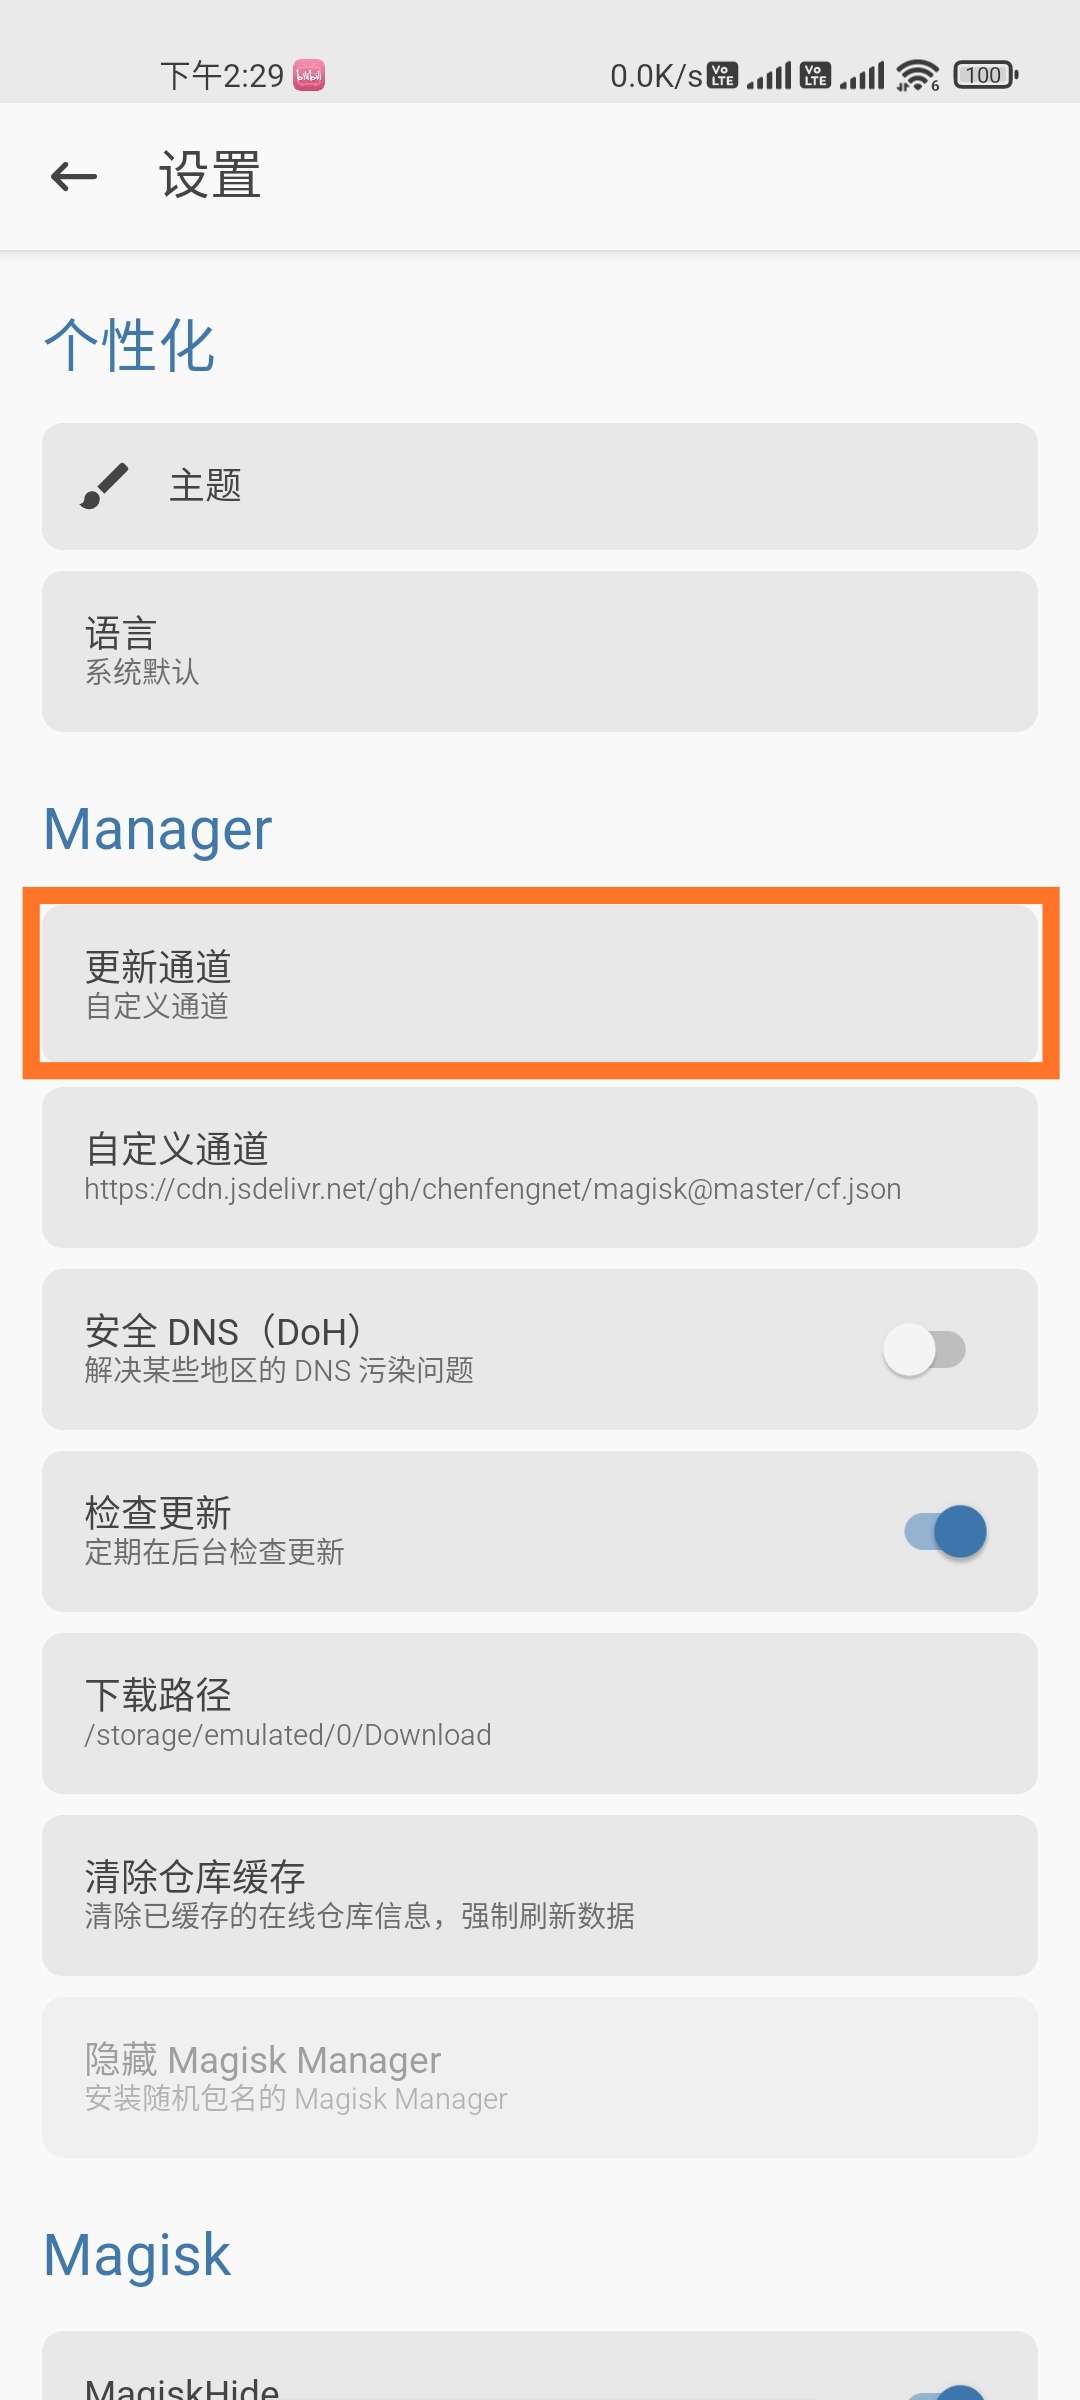 下午2:29 bilibili 0.0K/s Vo LTE Vo LTE 6 100
设置
个性化
主题
语言
系统默认
Manager
更新通道
自定义通道
自定义通道
https://cdn.jsdelivr.net/gh/chenfengnet/magisk@master/cf.json
安全 DNS（DoH）
解决某些地区的 DNS 污染问题
检查更新
定期在后台检查更新
下载路径
/storage/emulated/0/Download
清除仓库缓存
清除已缓存的在线仓库信息，强制刷新数据
隐藏 Magisk Manager
安装随机包名的 Magisk Manager
Magisk
MagiskHide